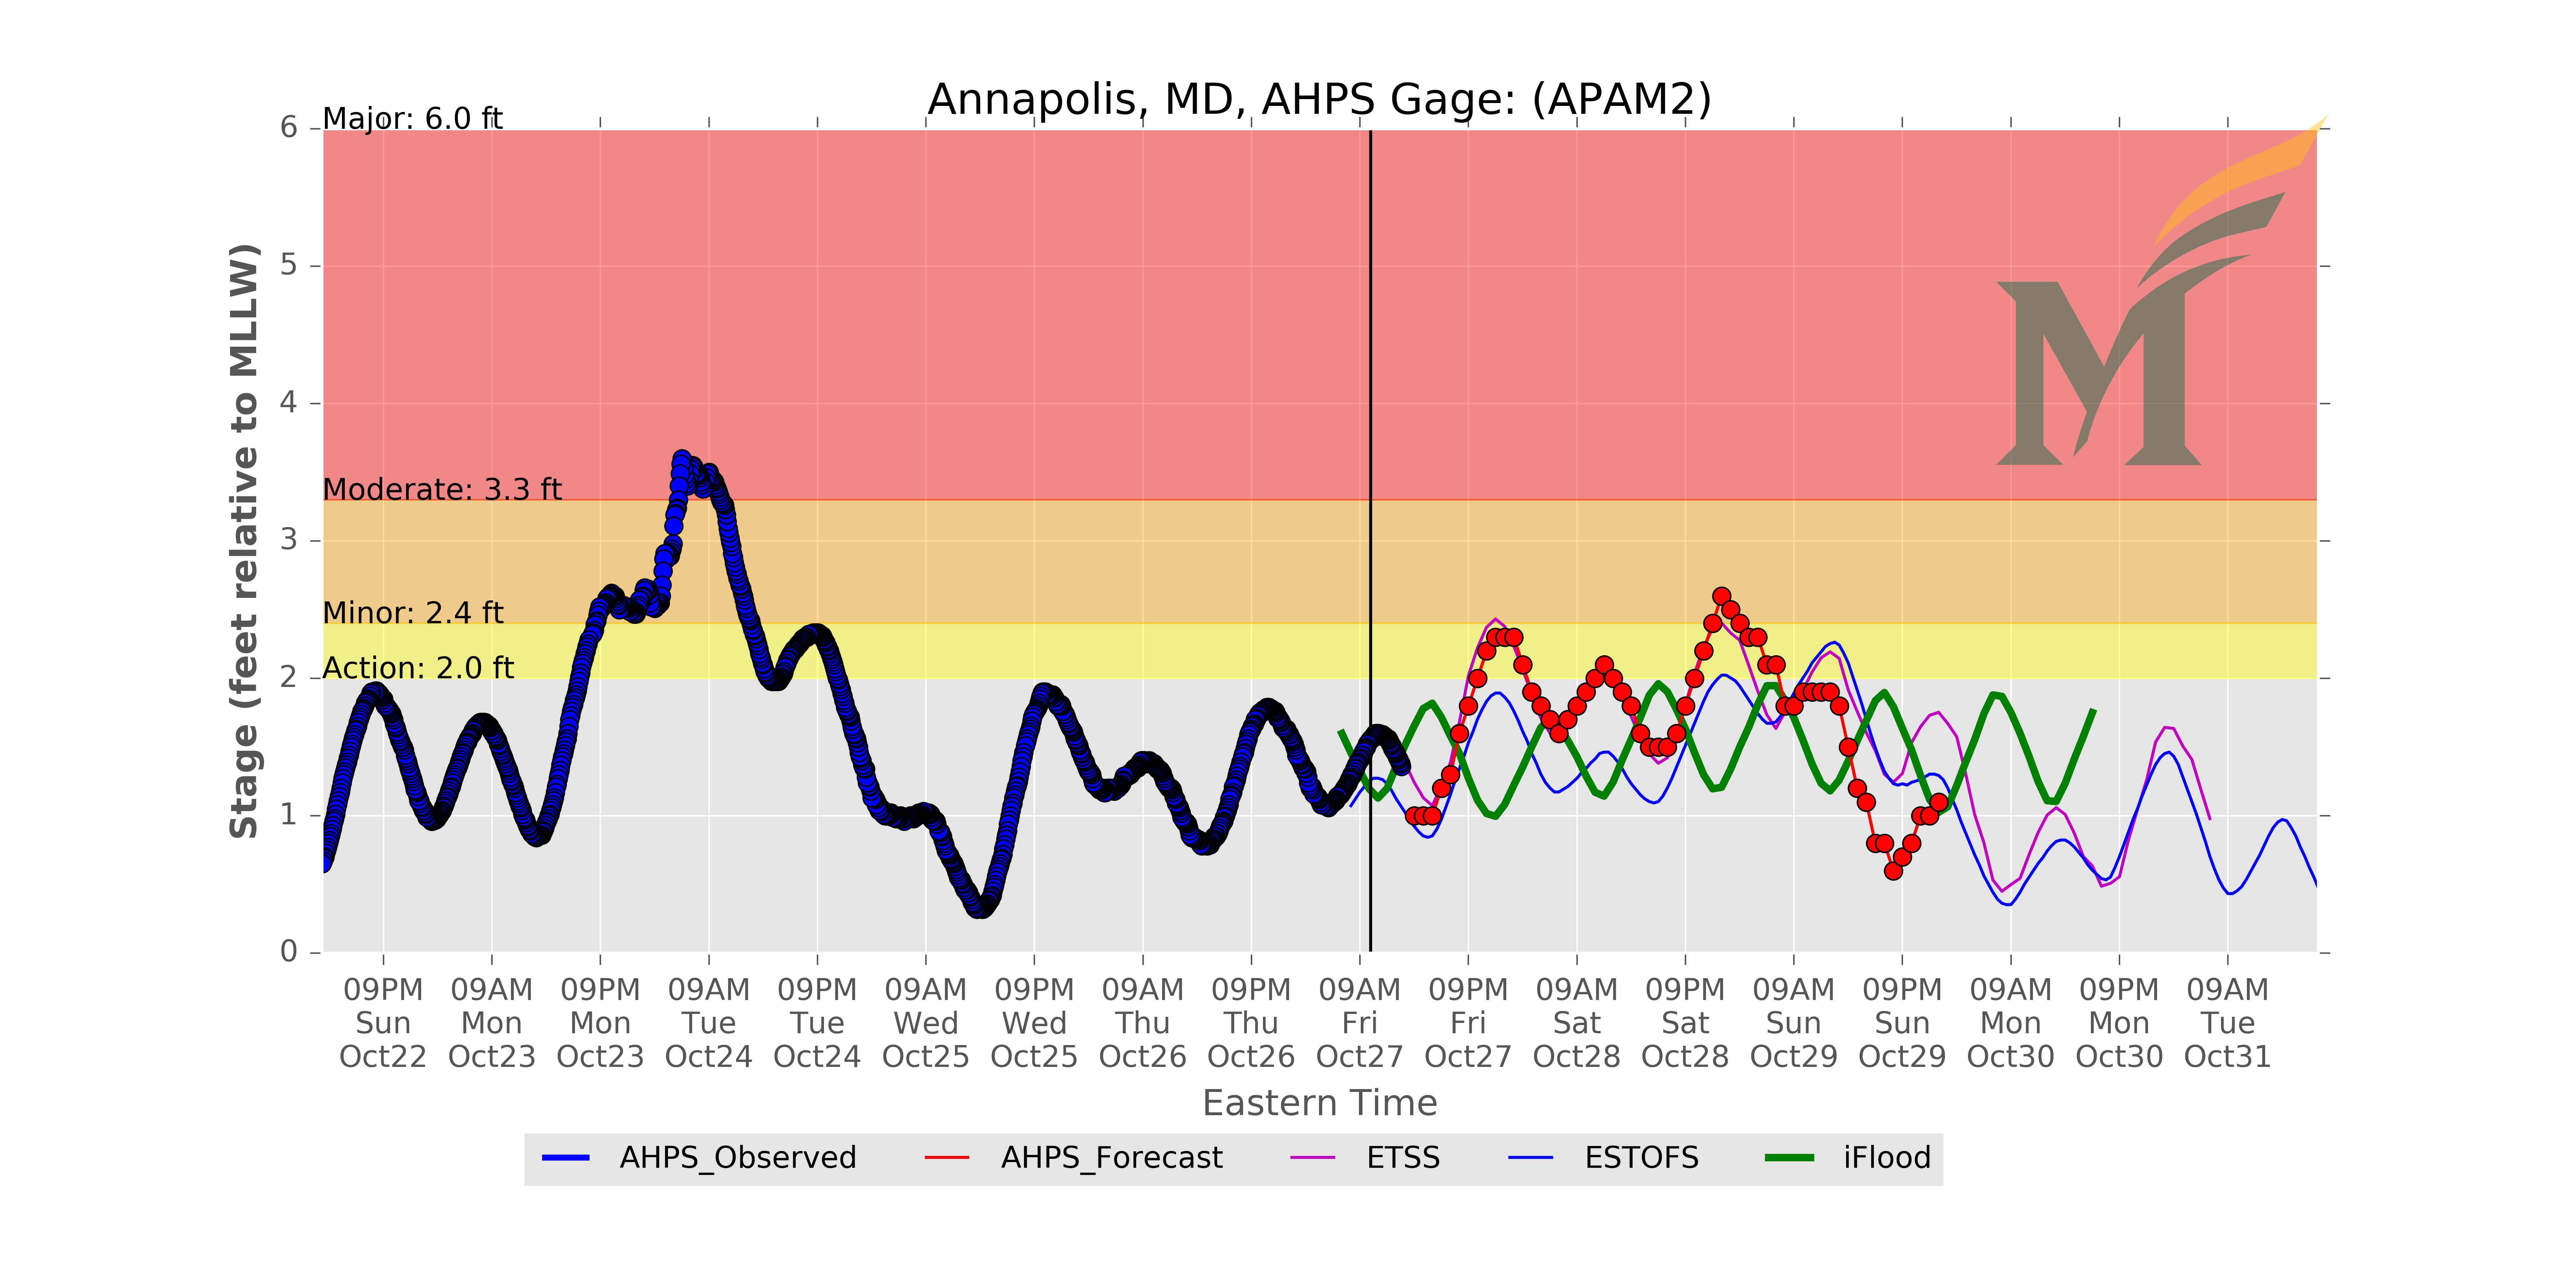 Annapolis, MD, AHPS Gage: (APAM2)
Major: 6.0 ft
Moderate: 3.3 ft
Minor: 2.4 ft
Action: 2.0 ft
6
5
4
3
2
1
0
Stage (feet relative to MLLW)
09PM 09AM 09PM 09AM 09PM 09AM 09PM 09AM 09PM 09AM 09PM 09AM 09PM 09AM 09PM 09AM 09PM 09AM
Sun Mon Mon Tue Tue Wed Wed Thu Thu Fri Fri Sat Sat Sun Sun Mon Mon Tue
Oct22 Oct23 Oct23 Oct24 Oct24 Oct25 Oct25 Oct26 Oct26 Oct27 Oct27 Oct28 Oct28 Oct29 Oct29 Oct30 Oct30 Oct31
Eastern Time
AHPS_Observed AHPS_Forecast ETSS ESTOFS iFlood
M